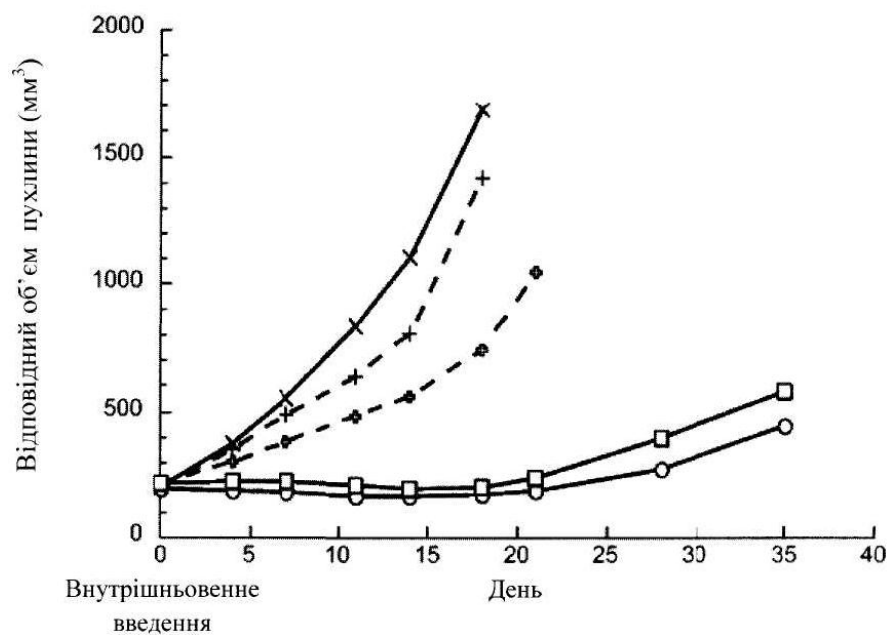 Відповідний об'єм пухлини (мм³)
2000
1500
1000
500
0
0 5 10 15 20 25 30 35 40
Внутрішньовенне
введення
День